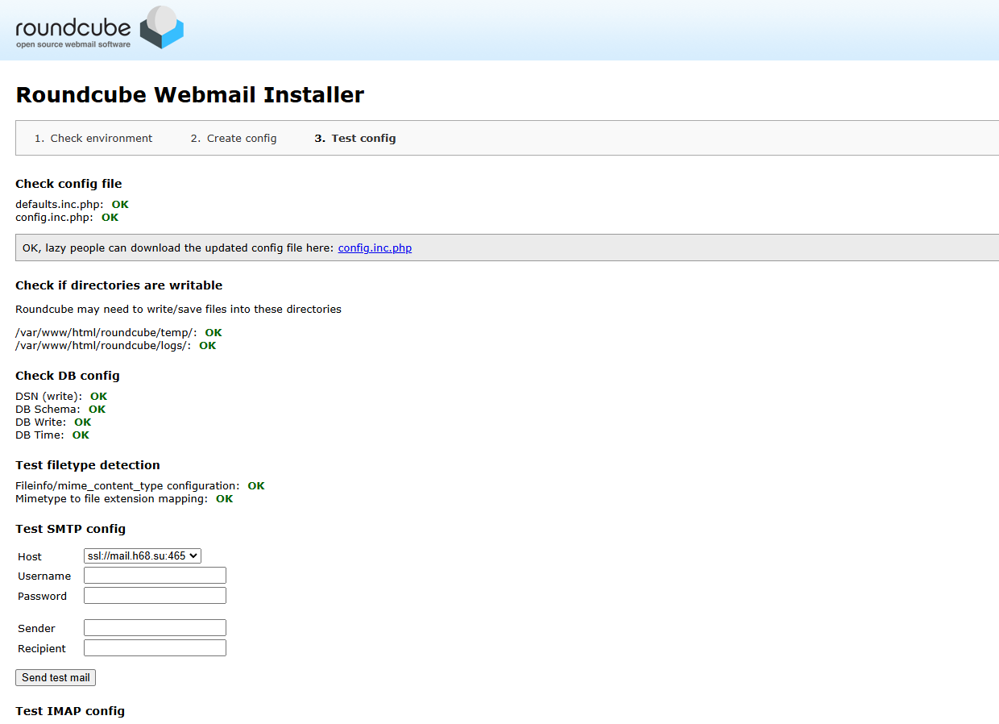 roundcube
open source webmail software
Roundcube Webmail Installer
1. Check environment 2. Create config 3. Test config
Check config file
defaults.inc.php: OK
config.inc.php: OK
OK, lazy people can download the updated config file here: config.inc.php
Check if directories are writable
Roundcube may need to write/save files into these directories
/var/www/html/roundcube/temp/: OK
/var/www/html/roundcube/logs/: OK
Check DB config
DSN (write): OK
DB Schema: OK
DB Write: OK
DB Time: OK
Test filetype detection
Fileinfo/mime_content_type configuration: OK
Mimetype to file extension mapping: OK
Test SMTP config
Host ssl://mail.h68.su:465
Username
Password
Sender
Recipient
Send test mail
Test IMAP config